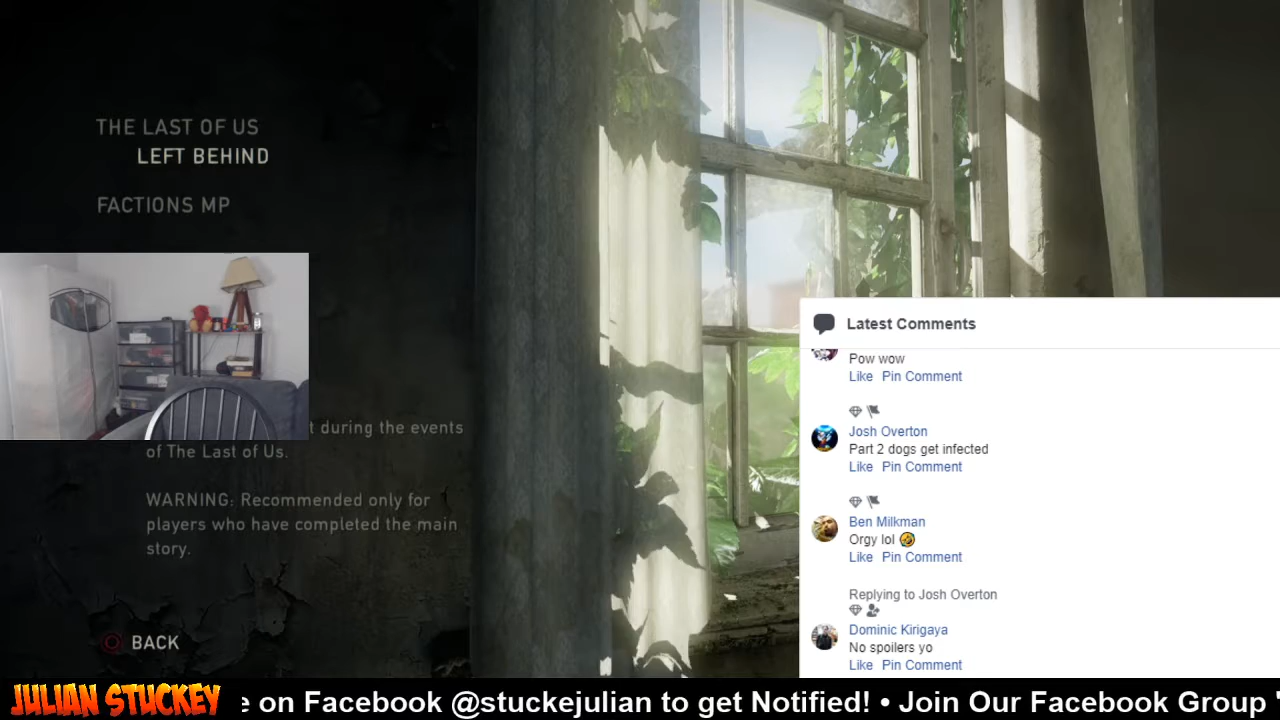 THE LAST OF US
LEFT BEHIND
FACTIONS MP
t during the events
of The Last of Us.
WARNING: Recommended only for
players who have completed the main
story.
BACK
Latest Comments
Pow wow
Like Pin Comment
Josh Overton
Part 2 dogs get infected
Like Pin Comment
Ben Milkman
Orgy lol 🤣
Like Pin Comment
Replying to Josh Overton
Dominic Kirigaya
No spoilers yo
Like Pin Comment
JULIAN STUCKEY
e on Facebook @stuckejulian to get Notified! • Join Our Facebook Group "